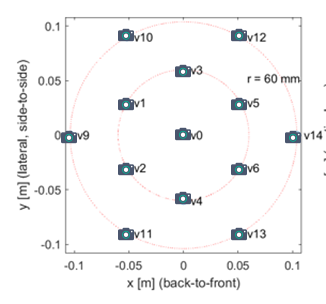 0.1
v10
v12
v3
0.05
r = 60 mm
v1
v5
0
v9
v0
v14
v2
v6
-0.05
v4
v11
v13
-0.1
-0.1
-0.05
0
0.05
0.1
x [m] (back-to-front)
y [m] (lateral, side-to-side)